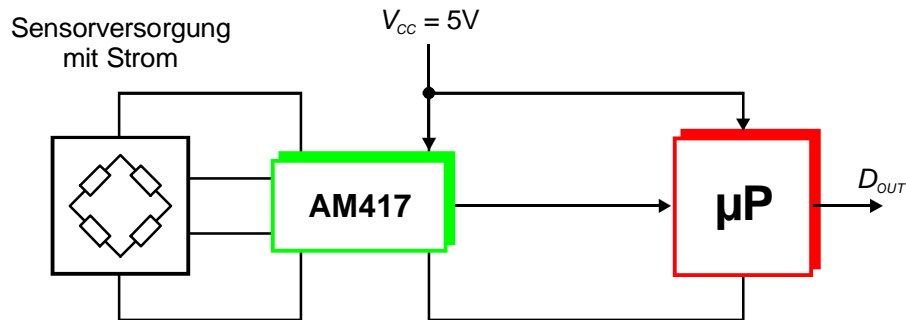 Sensorversorgung
mit Strom
V_CC = 5V
AM417
µP
D_OUT